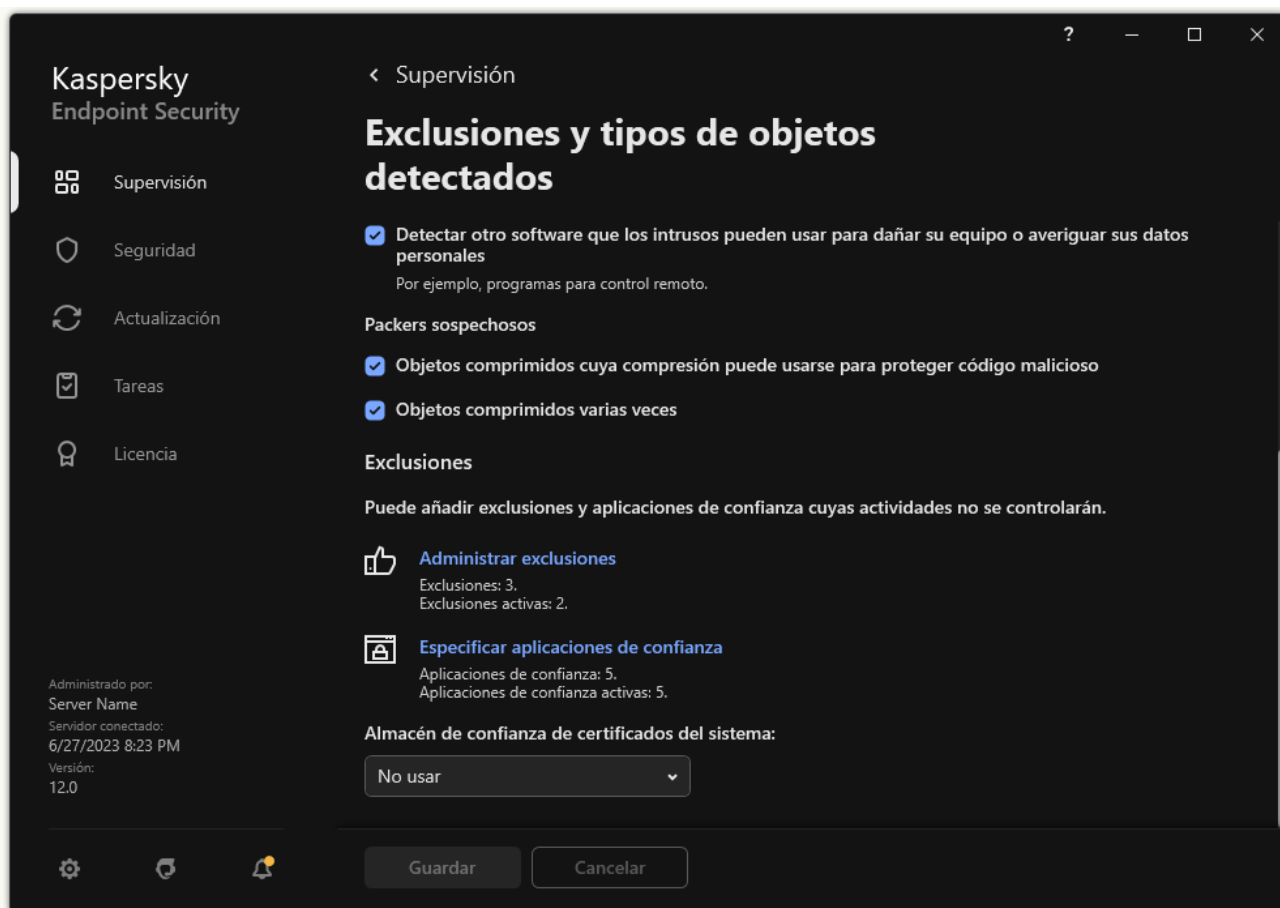 ?
Kaspersky
Endpoint Security
Supervisión
Seguridad
Actualización
Tareas
Licencia
Administrado por:
Server Name
Servidor conectado:
6/27/2023 8:23 PM
Versión:
12.0
Supervisión
Exclusiones y tipos de objetos
detectados
Detectar otro software que los intrusos pueden usar para dañar su equipo o averiguar sus datos
personales
Por ejemplo, programas para control remoto.
Packers sospechosos
Objetos comprimidos cuya compresión puede usarse para proteger código malicioso
Objetos comprimidos varias veces
Exclusiones
Puede añadir exclusiones y aplicaciones de confianza cuyas actividades no se controlarán.
Administrar exclusiones
Exclusiones: 3.
Exclusiones activas: 2.
Especificar aplicaciones de confianza
Aplicaciones de confianza: 5.
Aplicaciones de confianza activas: 5.
Almacén de confianza de certificados del sistema:
No usar
Guardar
Cancelar